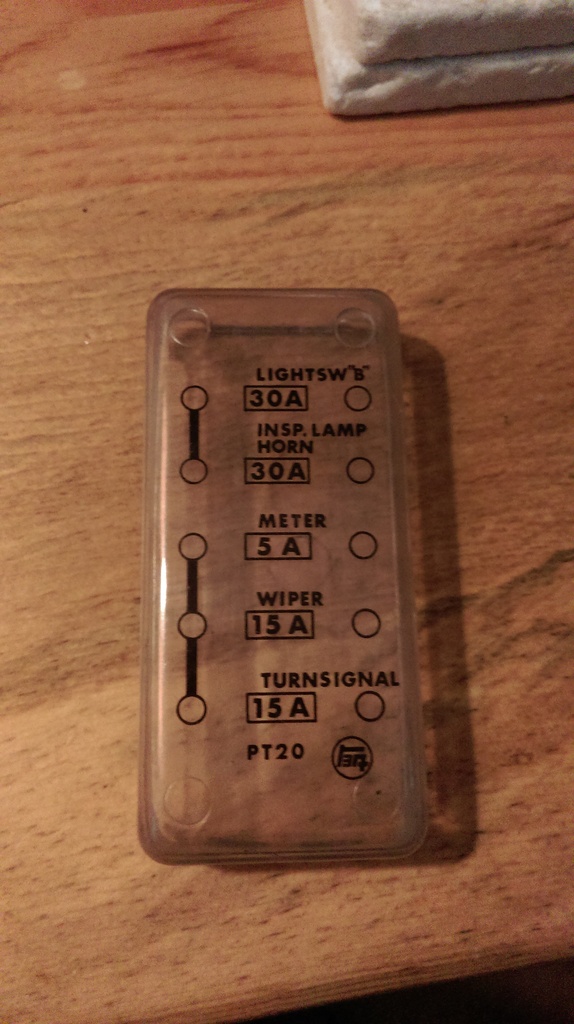 LIGHTSW"B"
30A
INSP. LAMP
HORN
30A
METER
5 A
WIPER
15 A
TURNSIGNAL
15 A
PT20